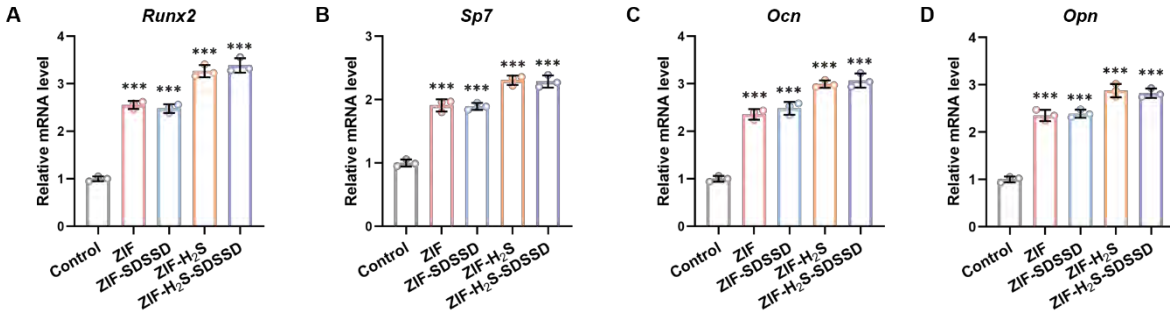 A
Runx2
Relative mRNA level
4
3
2
1
0
***
***
***
***
Control
ZIF
ZIF-SDSSD
ZIF-H₂S
ZIF-H₂S-SDSSD
B
Sp7
Relative mRNA level
3
2
1
0
***
***
***
***
Control
ZIF
ZIF-SDSSD
ZIF-H₂S
ZIF-H₂S-SDSSD
C
Ocn
Relative mRNA level
4
3
2
1
0
***
***
***
***
Control
ZIF
ZIF-SDSSD
ZIF-H₂S
ZIF-H₂S-SDSSD
D
Opn
Relative mRNA level
4
3
2
1
0
***
***
***
***
Control
ZIF
ZIF-SDSSD
ZIF-H₂S
ZIF-H₂S-SDSSD